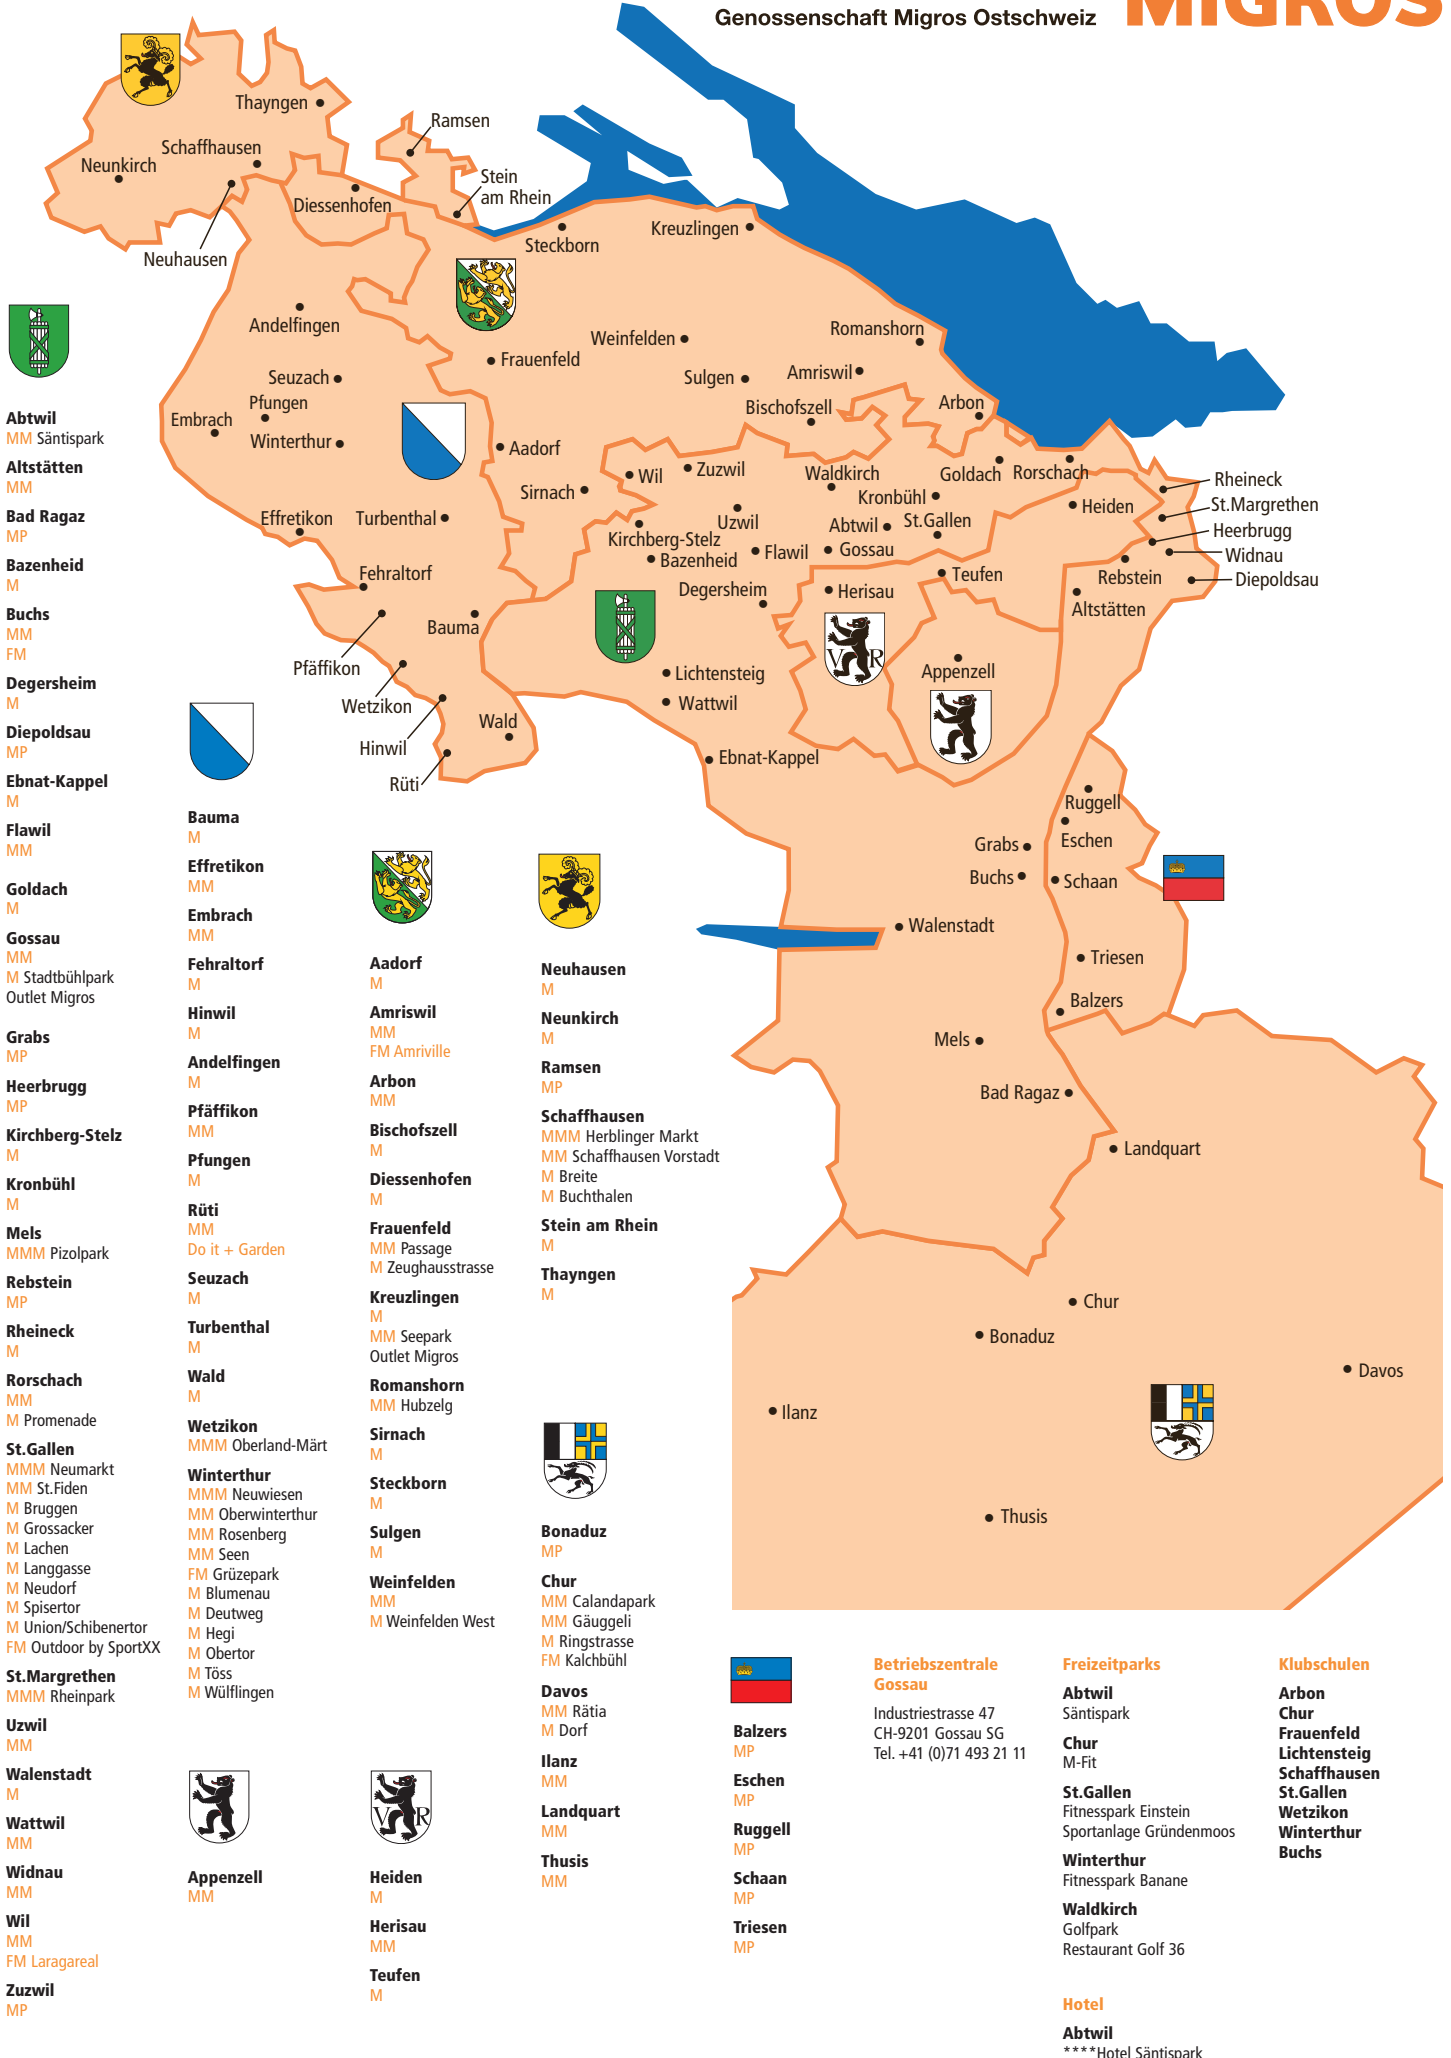 Genossenschaft Migros Ostschweiz
MIGROS
Thayngen
Ramsen
Schaffhausen
Neunkirch
Stein
am Rhein
Diessenhofen
Neuhausen
Steckborn
Kreuzlingen
Andelfingen
Weinfelden
Romanshorn
Frauenfeld
Seuzach
Sulgen
Amriswil
Pfungen
Bischofszell
Arbon
Embrach
Winterthur
Aadorf
Wil
Zuzwil
Waldkirch
Goldach
Rorschach
Rheineck
Sirnach
Kronbühl
Heiden
St.Margrethen
Effretikon
Turbenthal
Uzwil
Abtwil
St.Gallen
Heerbrugg
Kirchberg-Stelz
Flawil
Gossau
Widnau
Bazenheid
Fehraltorf
Teufen
Rebstein
Diepoldsau
Degersheim
Herisau
Altstätten
Bauma
V R
Pfäffikon
Lichtensteig
Appenzell
Wetzikon
Wattwil
Wald
Hinwil
Ebnat-Kappel
Rüti
Ruggell
Eschen
Grabs
Buchs
Schaan
Walenstadt
Triesen
Balzers
Mels
Bad Ragaz
Landquart
Chur
Bonaduz
Davos
Ilanz
Thusis
Abtwil
MM Säntispark
Altstätten
MM
Bad Ragaz
MP
Bazenheid
M
Buchs
MM
FM
Degersheim
M
Diepoldsau
MP
Ebnat-Kappel
M
Flawil
MM
Goldach
M
Gossau
MM
M Stadtbühlpark
Outlet Migros
Grabs
MP
Heerbrugg
MP
Kirchberg-Stelz
M
Kronbühl
M
Mels
MMM Pizolpark
Rebstein
MP
Rheineck
M
Rorschach
MM
M Promenade
St.Gallen
MMM Neumarkt
MM St.Fiden
M Bruggen
M Grossacker
M Lachen
M Langgasse
M Neudorf
M Spisertor
M Union/Schibenertor
FM Outdoor by SportXX
St.Margrethen
MMM Rheinpark
Uzwil
MM
Walenstadt
M
Wattwil
MM
Widnau
MM
Wil
MM
FM Laragareal
Zuzwil
MP
Bauma
M
Effretikon
MM
Embrach
MM
Fehraltorf
M
Hinwil
M
Andelfingen
M
Pfäffikon
MM
Pfungen
M
Rüti
MM
Do it + Garden
Seuzach
M
Turbenthal
M
Wald
M
Wetzikon
MMM Oberland-Märt
Winterthur
MMM Neuwiesen
MM Oberwinterthur
MM Rosenberg
MM Seen
FM Grüzepark
M Blumenau
M Deutweg
M Hegi
M Obertor
M Töss
M Wülflingen
Appenzell
MM
Aadorf
M
Amriswil
MM
FM Amriville
Arbon
MM
Bischofszell
M
Diessenhofen
M
Frauenfeld
MM Passage
M Zeughausstrasse
Kreuzlingen
M
MM Seepark
Outlet Migros
Romanshorn
MM Hubzelg
Sirnach
M
Steckborn
M
Sulgen
M
Weinfelden
MM
M Weinfelden West
V R
Heiden
M
Herisau
MM
Teufen
M
Neuhausen
M
Neunkirch
M
Ramsen
MP
Schaffhausen
MMM Herblinger Markt
MM Schaffhausen Vorstadt
M Breite
M Buchthalen
Stein am Rhein
M
Thayngen
M
Bonaduz
MP
Chur
MM Calandapark
MM Gäuggeli
M Ringstrasse
FM Kalchbühl
Davos
MM Rätia
M Dorf
Ilanz
MM
Landquart
MM
Thusis
MM
Balzers
MP
Eschen
MP
Ruggell
MP
Schaan
MP
Triesen
MP
Betriebszentrale
Gossau
Industriestrasse 47
CH-9201 Gossau SG
Tel. +41 (0)71 493 21 11
Freizeitparks
Abtwil
Säntispark
Chur
M-Fit
St.Gallen
Fitnesspark Einstein
Sportanlage Gründenmoos
Winterthur
Fitnesspark Banane
Waldkirch
Golfpark
Restaurant Golf 36
Hotel
Abtwil
****Hotel Säntispark
Klubschulen
Arbon
Chur
Frauenfeld
Lichtensteig
Schaffhausen
St.Gallen
Wetzikon
Winterthur
Buchs